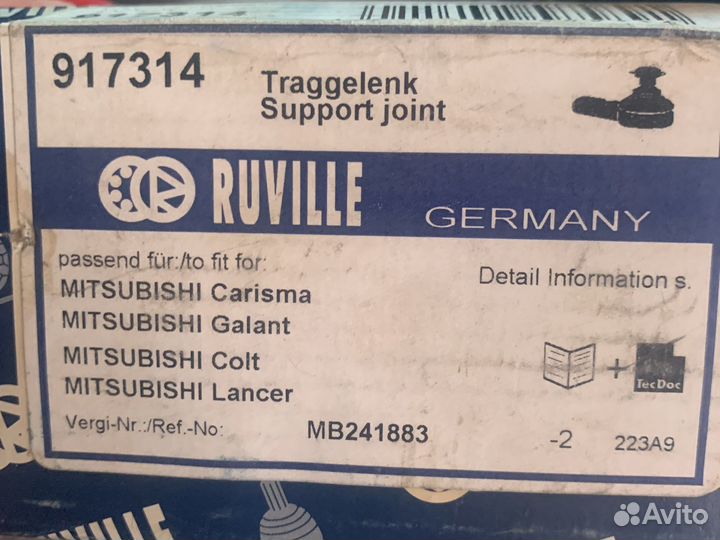 917314
Traggelenk
Support joint
RUVILLE
GERMANY
passend für:/to fit for:
MITSUBISHI Carisma
MITSUBISHI Galant
MITSUBISHI Colt
MITSUBISHI Lancer
Detail Information s.
+
TecDoc
Vergl-Nr.:/Ref.-No:
MB241883
-2
223A9
RUVILLE
Avito